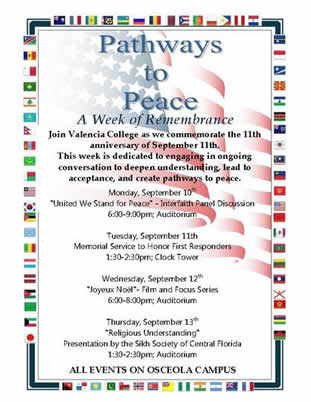 Pathways
to
Peace
A Week of Remembrance
Join Valencia College as we commemorate the 11th
anniversary of September 11th.
This week is dedicated to engaging in ongoing
conversation to deepen understanding, lead to
acceptance, and create pathways to peace.
Monday, September 10th
"United We Stand for Peace" - Interfaith Panel Discussion
6:00-9:00pm; Auditorium
Tuesday, September 11th
Memorial Service to Honor First Responders
1:30-2:30pm; Clock Tower
Wednesday, September 12th
"Joyeux Noël"- Film and Focus Series
6:00-8:00pm; Auditorium
Thursday, September 13th
"Religious Understanding"
Presentation by the Sikh Society of Central Florida
1:30-2:30pm; Auditorium
ALL EVENTS ON OSCEOLA CAMPUS